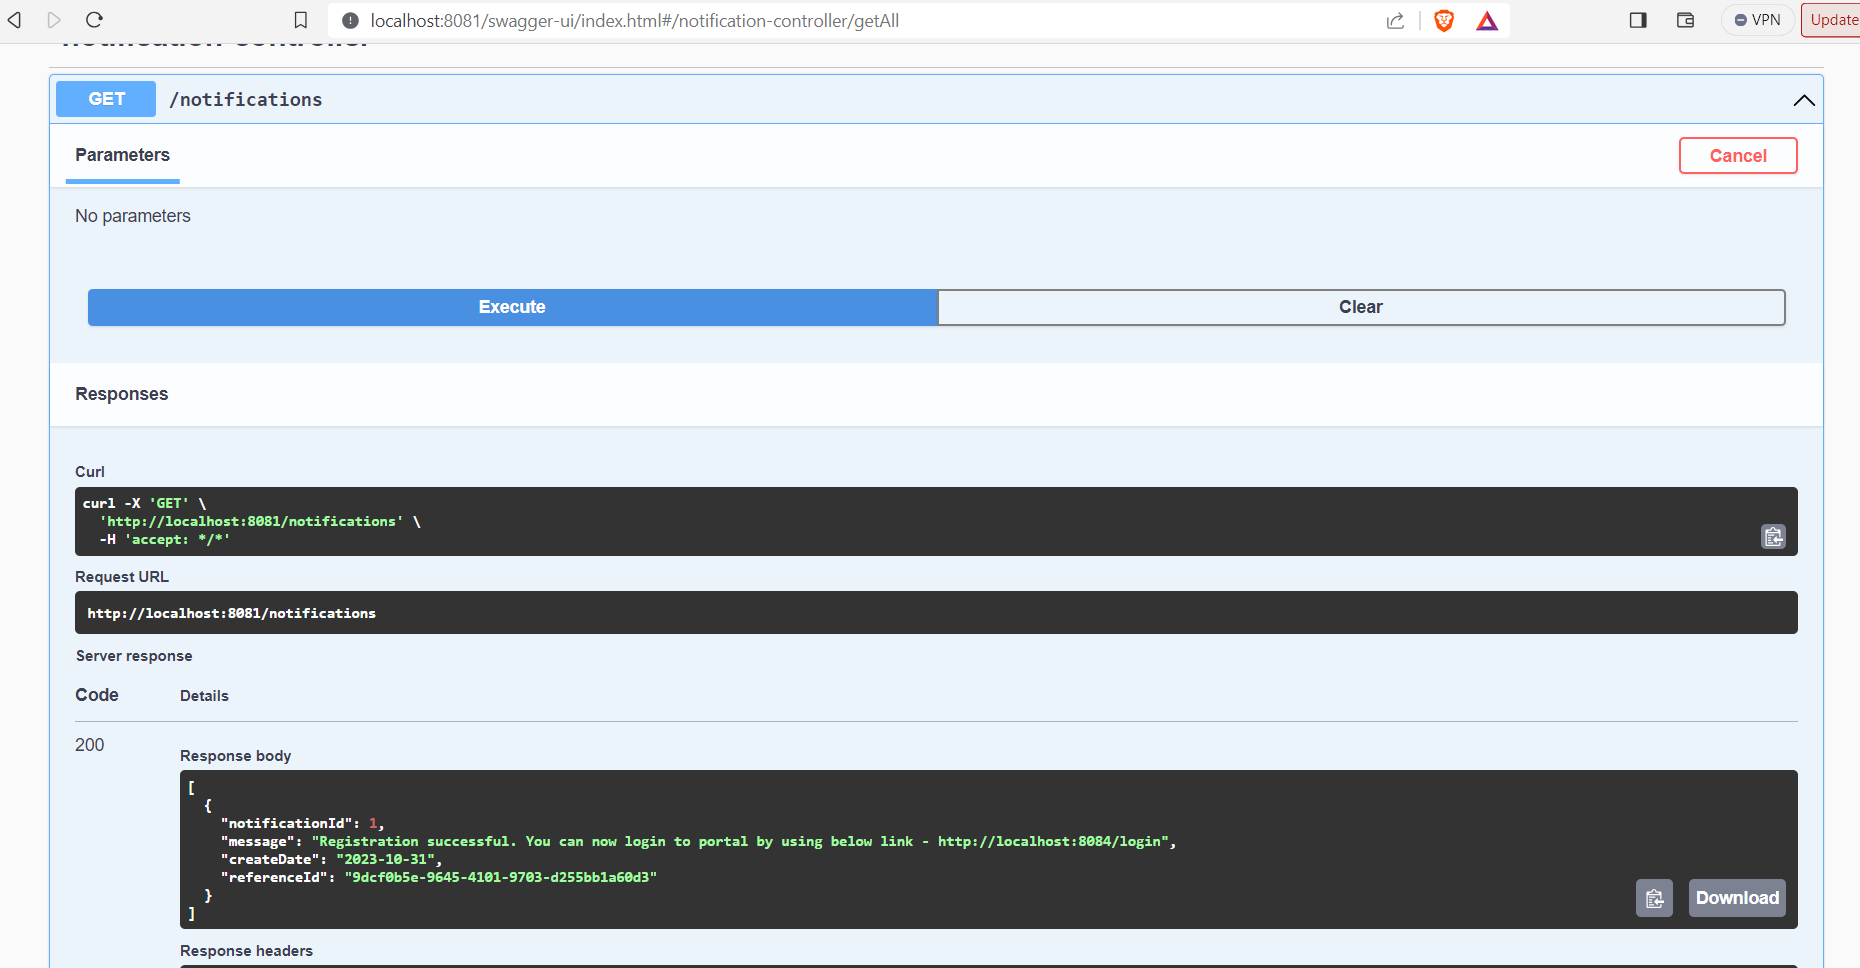 localhost:8081/swagger-ui/index.html#/notification-controller/getAll
VPN
Update
notification-controller
GET /notifications
Parameters
Cancel
No parameters
Execute
Clear
Responses
Curl
curl -X 'GET' \
'http://localhost:8081/notifications' \
-H 'accept: */*'
Request URL
http://localhost:8081/notifications
Server response
Code Details
200
Response body
[
{
"notificationId": 1,
"message": "Registration successful. You can now login to portal by using below link - http://localhost:8084/login",
"createDate": "2023-10-31",
"referenceId": "9dcf0b5e-9645-4101-9703-d255bb1a60d3"
}
]
Download
Response headers